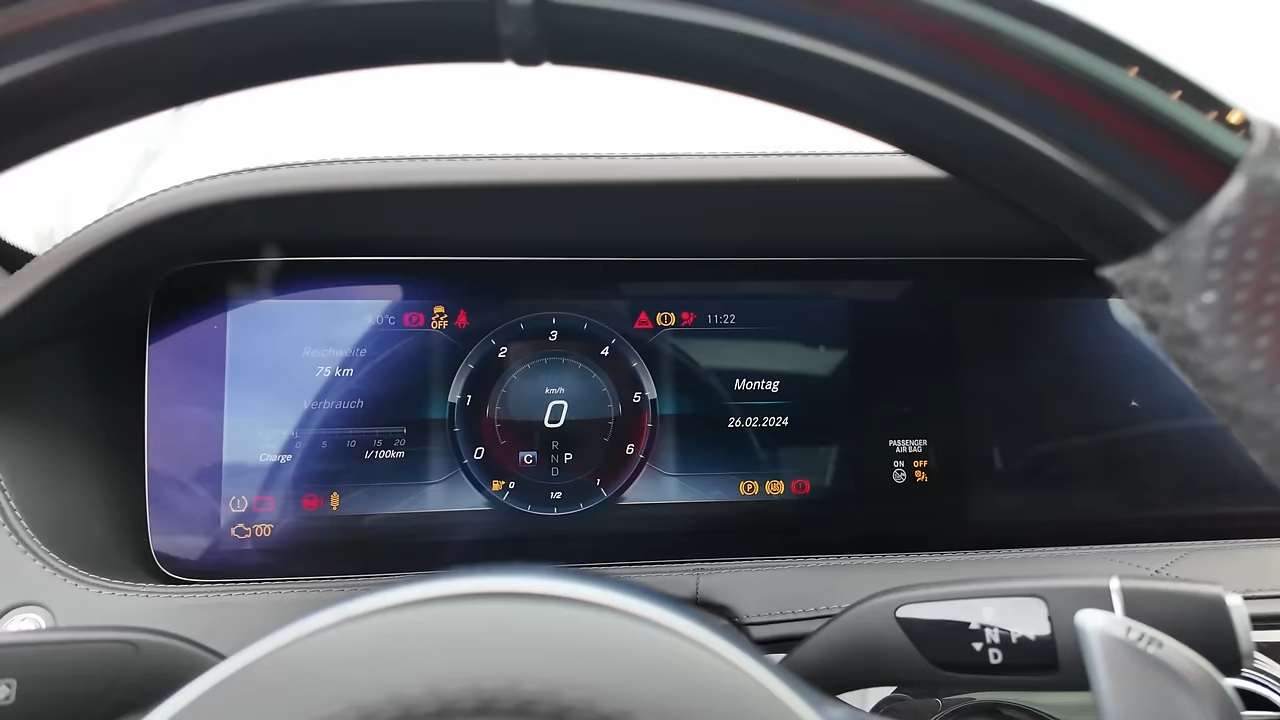 OFF
11:22
Reichweite
75 km
Verbrauch
0 5 10 15 20
Charge
l/100km
0 1 2 3 4 5 6
km/h
0
R
C N P
D
0 1/2 1
Montag
26.02.2024
PASSENGER
AIR BAG
ON OFF
N P
D
UP